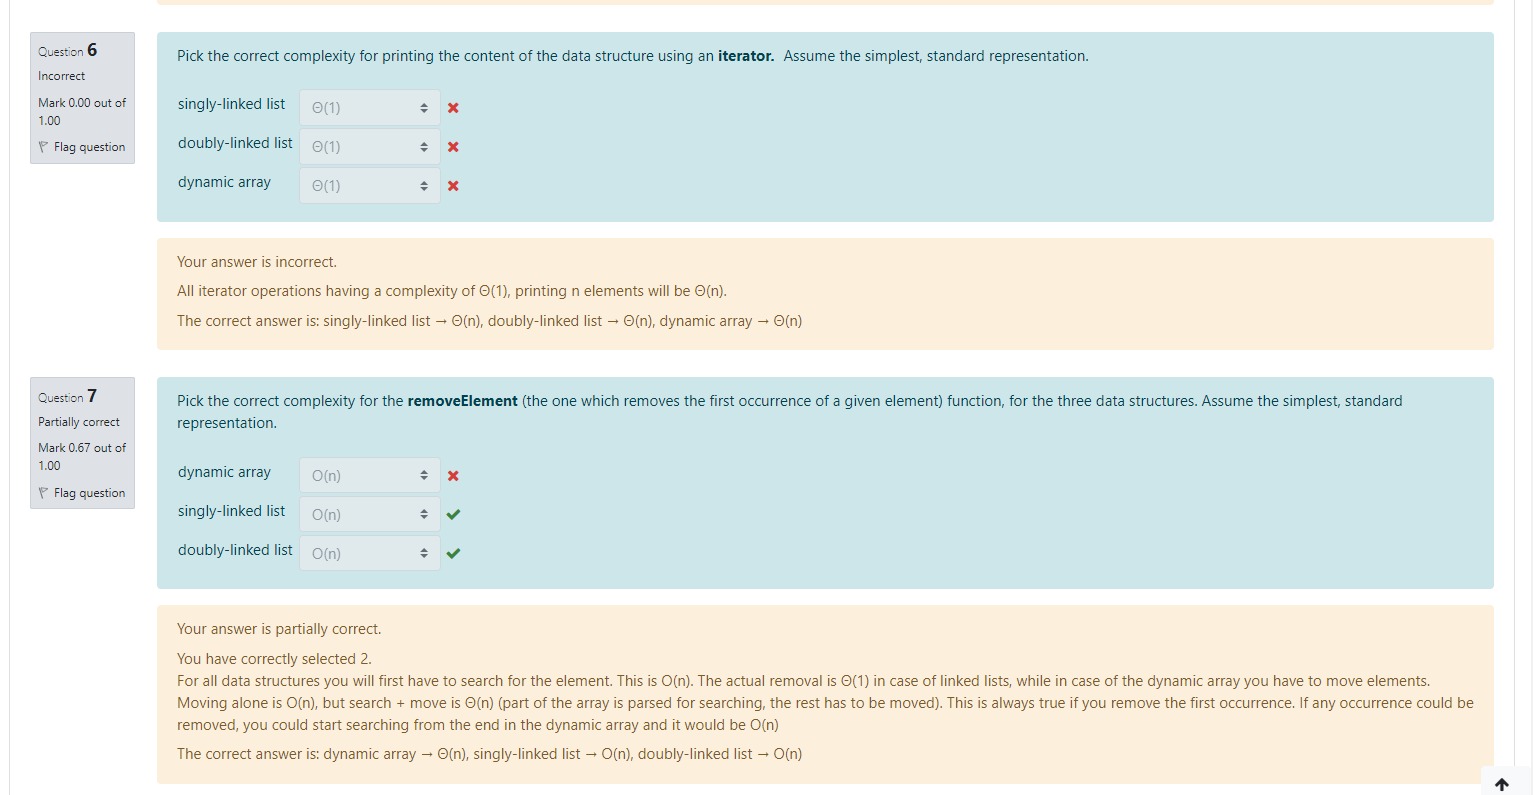 Question 6
Incorrect
Mark 0.00 out of
1.00
Flag question
Pick the correct complexity for printing the content of the data structure using an iterator. Assume the simplest, standard representation.
singly-linked list Θ(1)
doubly-linked list Θ(1)
dynamic array Θ(1)
Your answer is incorrect.
All iterator operations having a complexity of Θ(1), printing n elements will be Θ(n).
The correct answer is: singly-linked list → Θ(n), doubly-linked list → Θ(n), dynamic array → Θ(n)
Question 7
Partially correct
Mark 0.67 out of
1.00
Flag question
Pick the correct complexity for the removeElement (the one which removes the first occurrence of a given element) function, for the three data structures. Assume the simplest, standard
representation.
dynamic array O(n)
singly-linked list O(n)
doubly-linked list O(n)
Your answer is partially correct.
You have correctly selected 2.
For all data structures you will first have to search for the element. This is O(n). The actual removal is Θ(1) in case of linked lists, while in case of the dynamic array you have to move elements.
Moving alone is O(n), but search + move is Θ(n) (part of the array is parsed for searching, the rest has to be moved). This is always true if you remove the first occurrence. If any occurrence could be
removed, you could start searching from the end in the dynamic array and it would be O(n)
The correct answer is: dynamic array → Θ(n), singly-linked list → O(n), doubly-linked list → O(n)